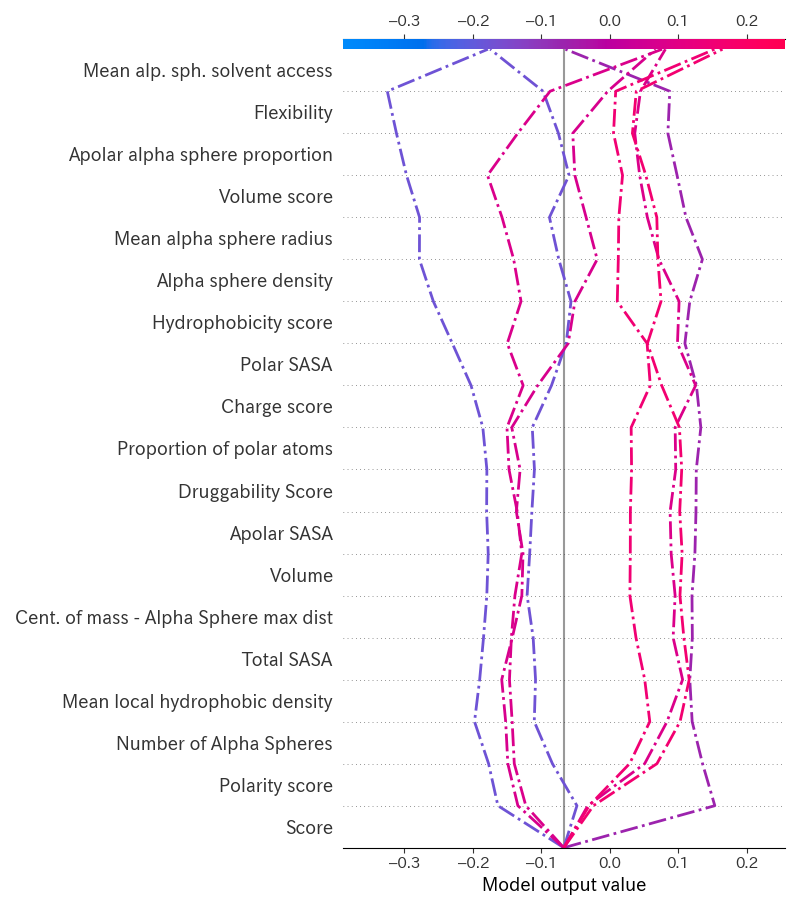 −0.3 −0.2 −0.1 0.0 0.1 0.2
Mean alp. sph. solvent access
Flexibility
Apolar alpha sphere proportion
Volume score
Mean alpha sphere radius
Alpha sphere density
Hydrophobicity score
Polar SASA
Charge score
Proportion of polar atoms
Druggability Score
Apolar SASA
Volume
Cent. of mass - Alpha Sphere max dist
Total SASA
Mean local hydrophobic density
Number of Alpha Spheres
Polarity score
Score
−0.3 −0.2 −0.1 0.0 0.1 0.2
Model output value